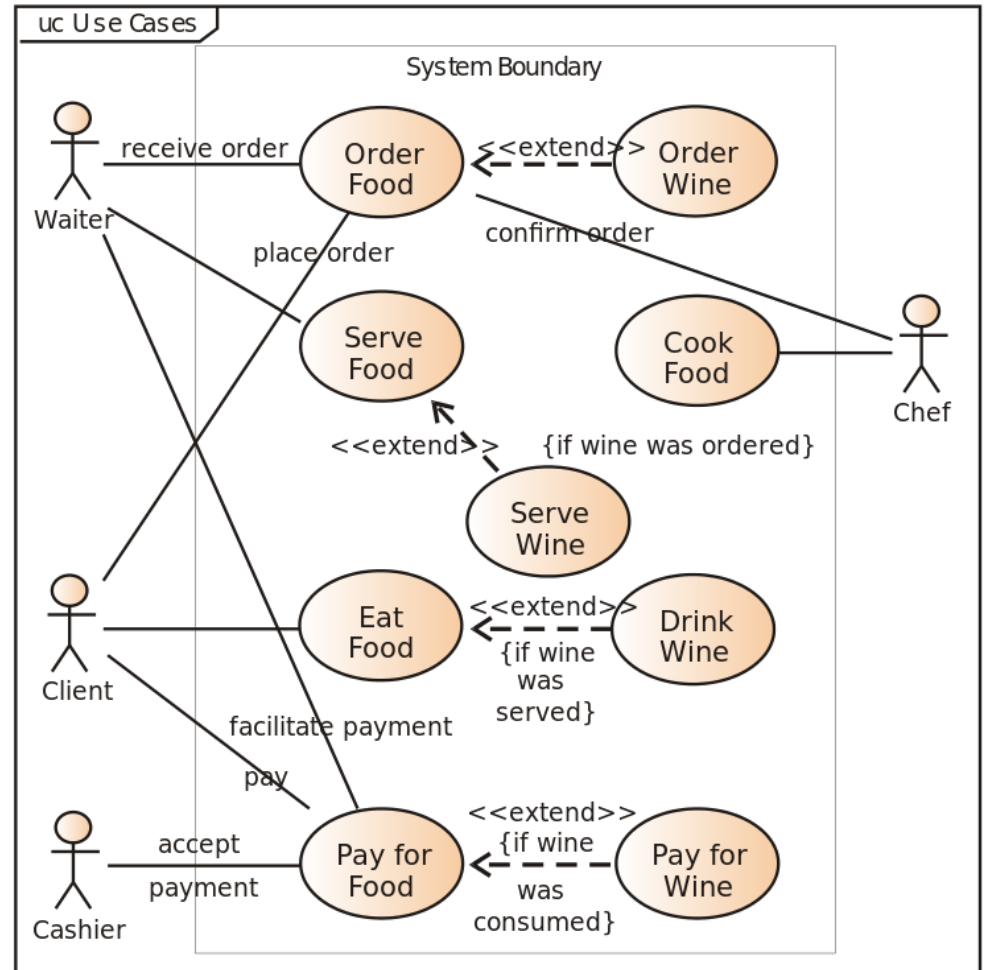 uc Use Cases
System Boundary
receive order
Order
Food
<<extend>>
Order
Wine
Waiter
place order
confirm order
Serve
Food
Cook
Food
Chef
<<extend>>
{if wine was ordered}
Serve
Wine
Eat
Food
<<extend>>
{if wine
was
served}
Drink
Wine
Client
facilitate payment
pay
accept
payment
Pay for
Food
<<extend>>
{if wine
was
consumed}
Pay for
Wine
Cashier